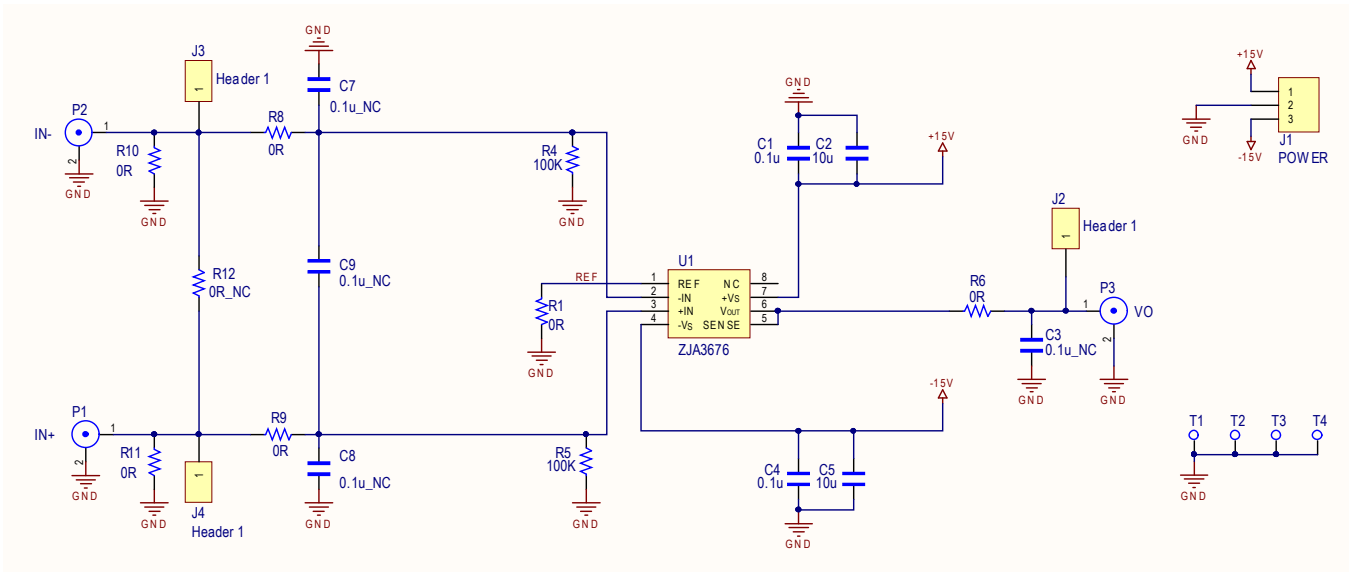 GND
J3
1
Header 1
C7
0.1u_NC
P2
IN-
1
2
GND
R10
0R
GND
R8
0R
R4
100K
GND
GND
C1
0.1u
C2
10u
+15V
+15V
GND
-15V
1
2
3
J1
POWER
R12
0R_NC
C9
0.1u_NC
REF
R1
0R
GND
U1
1
2
3
4
REF
-IN
+IN
-Vs
NC
+Vs
VOUT
SENSE
8
7
6
5
ZJA3676
J2
1
Header 1
R6
0R
C3
0.1u_NC
GND
P3
1
2
VO
GND
P1
IN+
1
2
GND
R11
0R
GND
1
J4
Header 1
R9
0R
C8
0.1u_NC
GND
R5
100K
GND
-15V
C4
0.1u
C5
10u
GND
T1
T2
T3
T4
GND